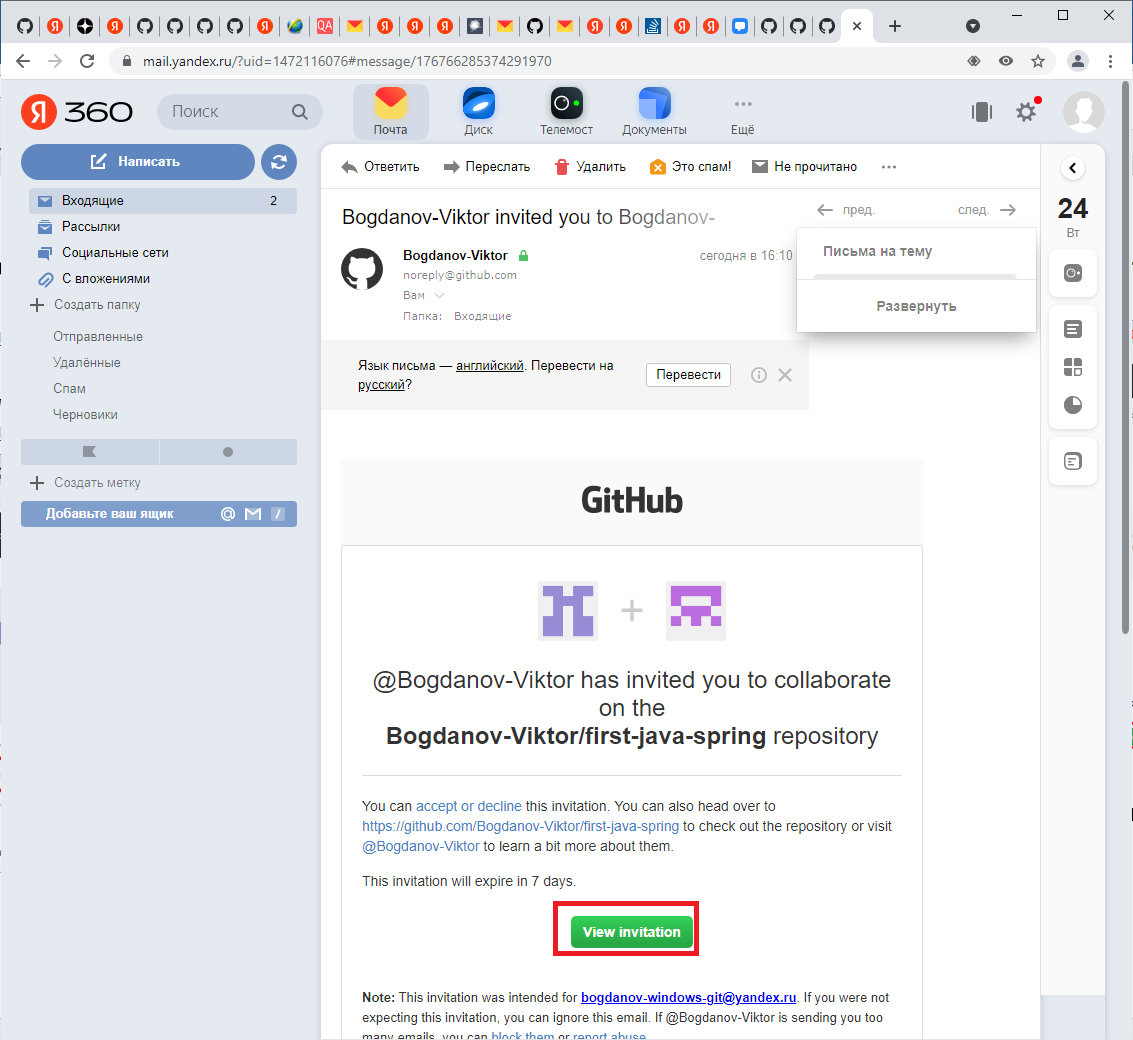 mail.yandex.ru/?uid=1472116076#message/176766285374291970
Я 360
Поиск
Почта
Диск
Телемост
Документы
Ещё
Написать
Ответить
Переслать
Удалить
Это спам!
Не прочитано
Входящие 2
Рассылки
Социальные сети
С вложениями
Создать папку
Отправленные
Удалённые
Спам
Черновики
Создать метку
Добавьте ваш ящик
Bogdanov-Viktor invited you to Bogdanov-
пред.
след.
Письма на тему
Развернуть
24
Вт
Bogdanov-Viktor
сегодня в 16:10
noreply@github.com
Вам
Папка: Входящие
Язык письма — английский. Перевести на
русский?
Перевести
GitHub
@Bogdanov-Viktor has invited you to collaborate
on the
Bogdanov-Viktor/first-java-spring repository
You can accept or decline this invitation. You can also head over to
https://github.com/Bogdanov-Viktor/first-java-spring to check out the repository or visit
@Bogdanov-Viktor to learn a bit more about them.
This invitation will expire in 7 days.
View invitation
Note: This invitation was intended for bogdanov-windows-git@yandex.ru. If you were not
expecting this invitation, you can ignore this email. If @Bogdanov-Viktor is sending you too
many emails, you can block them or report abuse.